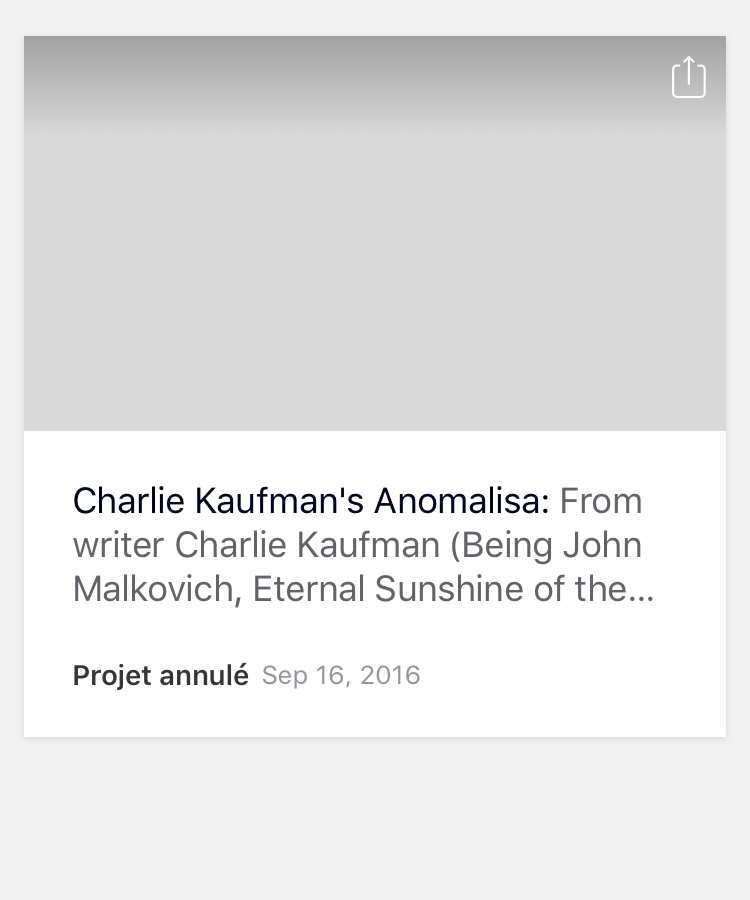 Charlie Kaufman's Anomalisa: From
writer Charlie Kaufman (Being John
Malkovich, Eternal Sunshine of the...
Projet annulé Sep 16, 2016